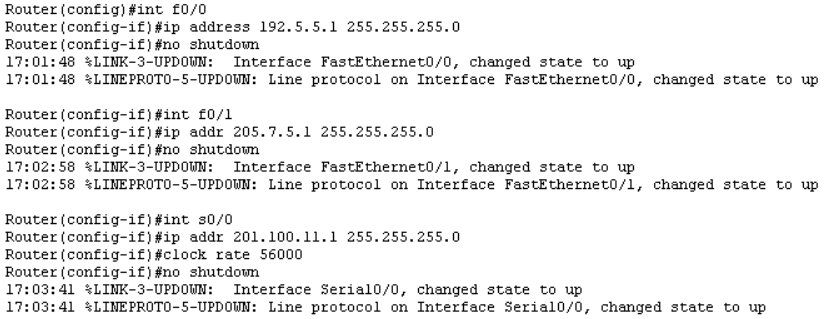 Router(config)#int f0/0
Router(config-if)#ip address 192.5.5.1 255.255.255.0
Router(config-if)#no shutdown
17:01:48 %LINK-3-UPDOWN:  Interface FastEthernet0/0, changed state to up
17:01:48 %LINEPROTO-5-UPDOWN: Line protocol on Interface FastEthernet0/0, changed state to up
Router(config-if)#int f0/1
Router(config-if)#ip addr 205.7.5.1 255.255.255.0
Router(config-if)#no shutdown
17:02:58 %LINK-3-UPDOWN:  Interface FastEthernet0/1, changed state to up
17:02:58 %LINEPROTO-5-UPDOWN: Line protocol on Interface FastEthernet0/1, changed state to up
Router(config-if)#int s0/0
Router(config-if)#ip addr 201.100.11.1 255.255.255.0
Router(config-if)#clock rate 56000
Router(config-if)#no shutdown
17:03:41 %LINK-3-UPDOWN:  Interface Serial0/0, changed state to up
17:03:41 %LINEPROTO-5-UPDOWN: Line protocol on Interface Serial0/0, changed state to up